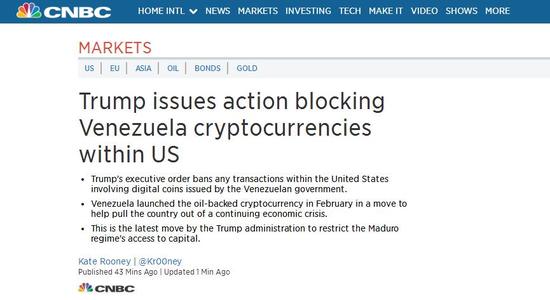 CNBC HOME INTL NEWS MARKETS INVESTING TECH MAKE IT VIDEO SHOWS MORE
MARKETS
US EU ASIA OIL BONDS GOLD
Trump issues action blocking
Venezuela cryptocurrencies
within US
• Trump's executive order bans any transactions within the United States
involving digital coins issued by the Venezuelan government.
• Venezuela launched the oil-backed cryptocurrency in February in a move to
help pull the country out of a continuing economic crisis.
• This is the latest move by the Trump administration to restrict the Maduro
regime's access to capital.
Kate Rooney | @Kr00ney
Published 43 Mins Ago | Updated 1 Min Ago
CNBC